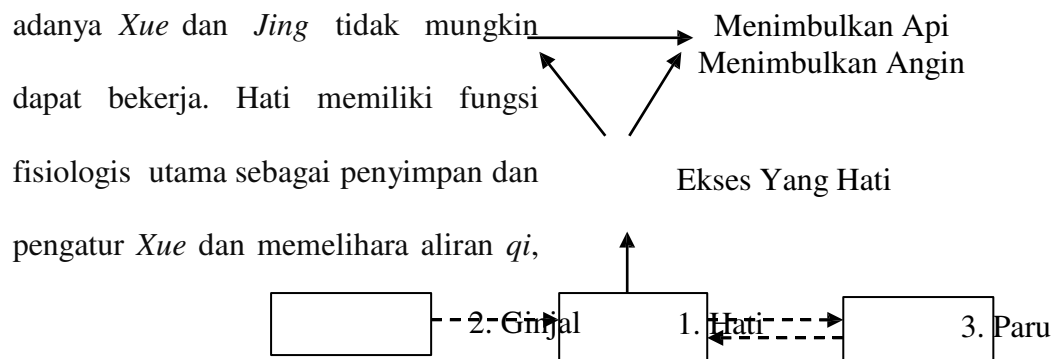 adanya Xue dan Jing tidak mungkin
dapat bekerja. Hati memiliki fungsi
fisiologis utama sebagai penyimpan dan
pengatur Xue dan memelihara aliran qi,
Menimbulkan Api
Menimbulkan Angin
Ekses Yang Hati
2. Ginjal
1. Hati
3. Paru